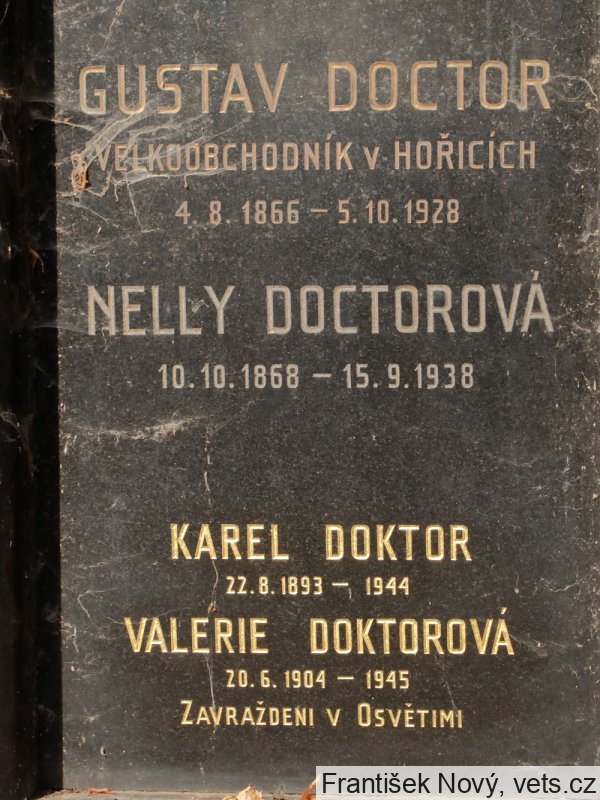 GUSTAV DOCTOR
VELKOOBCHODNÍK V HOŘICÍCH
4. 8. 1866 – 5. 10. 1928
NELLY DOCTOROVÁ
10. 10. 1868 – 15. 9. 1938
KAREL DOKTOR
22. 8. 1893 – 1944
VALERIE DOKTOROVÁ
20. 6. 1904 – 1945
ZAVRAŽDENI V OSVĚTIMI
František Nový, vets.cz